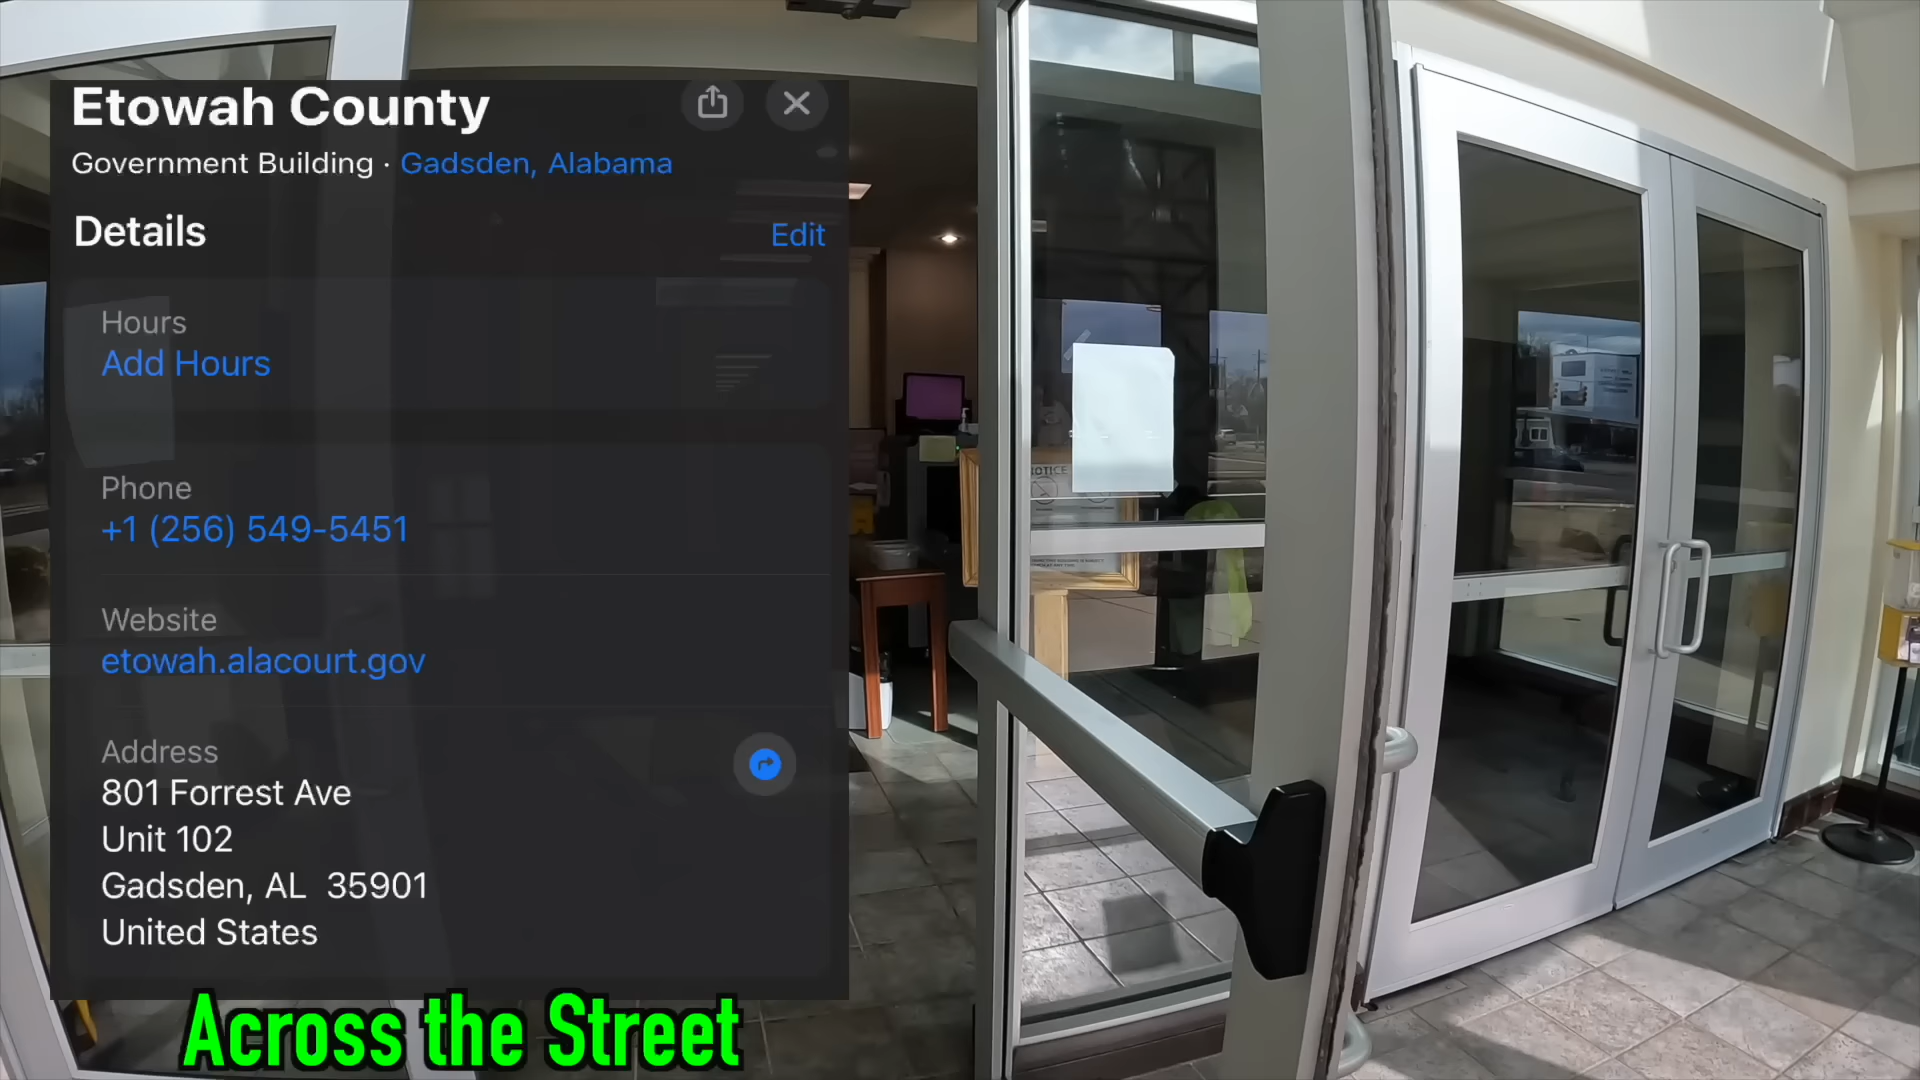 Etowah County
Government Building · Gadsden, Alabama
Details
Edit
Hours
Add Hours
Phone
+1 (256) 549-5451
Website
etowah.alacourt.gov
Address
801 Forrest Ave
Unit 102
Gadsden, AL 35901
United States
Across the Street
NOTICE